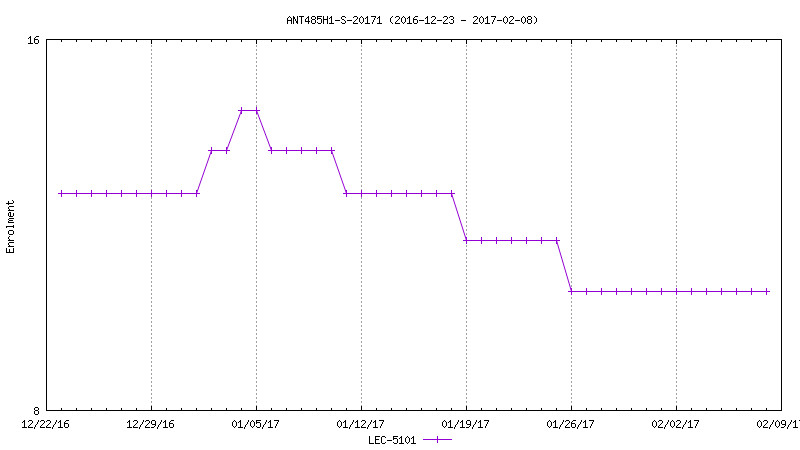 ANT485H1-S-20171 (2016-12-23 - 2017-02-08)
16
Enrolment
8
12/22/16 12/29/16 01/05/17 01/12/17 01/19/17 01/26/17 02/02/17 02/09/1
LEC-5101